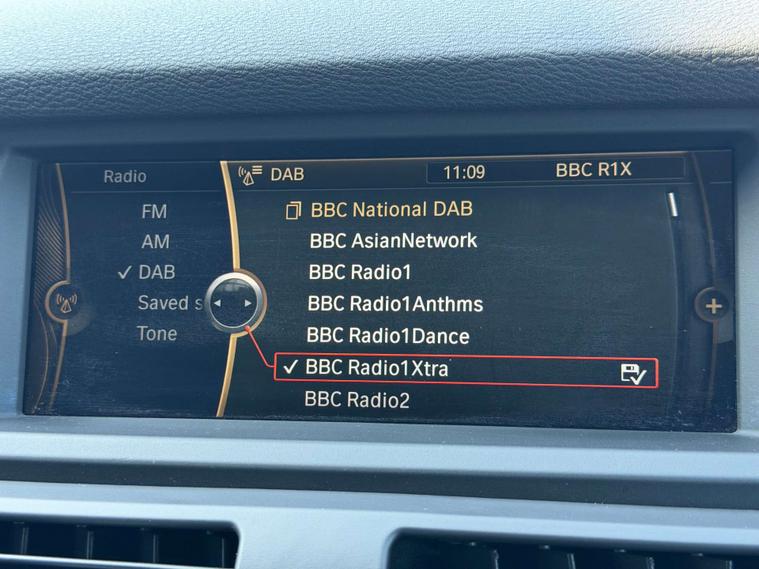 Radio
FM
AM
DAB
Saved s
Tone
DAB 11:09 BBC R1X
BBC National DAB
BBC AsianNetwork
BBC Radio1
BBC Radio1Anthms
BBC Radio1Dance
BBC Radio1Xtra
BBC Radio2